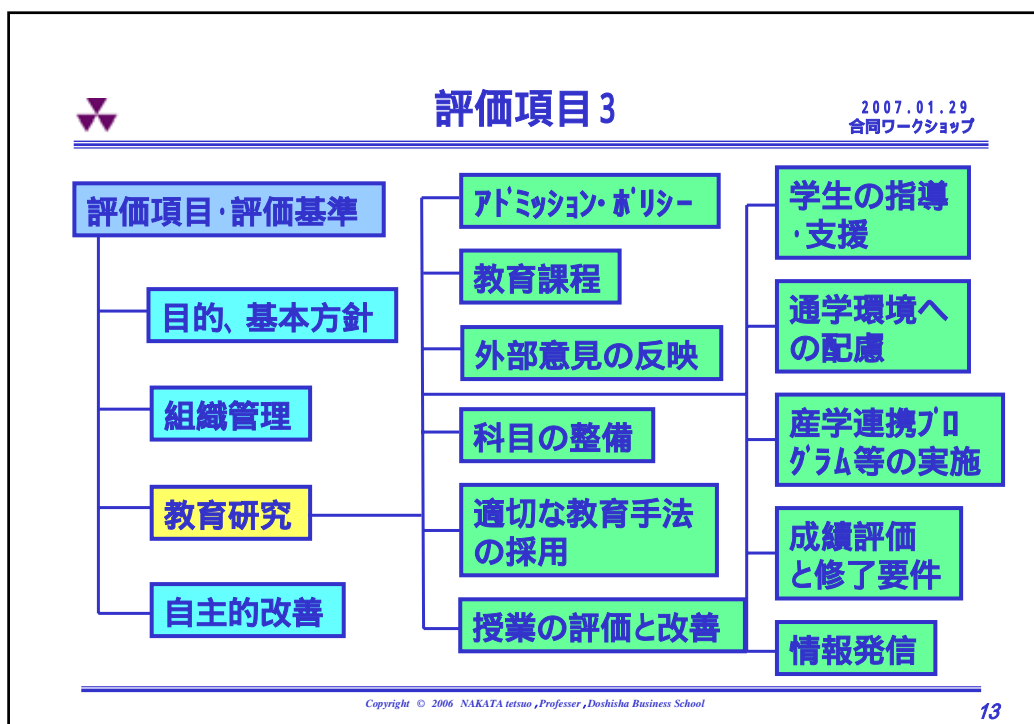 評価項目3
2007.01.29
合同ワークショップ
評価項目・評価基準
目的、基本方針
組織管理
教育研究
自主的改善
ｱﾄﾞﾐｯｼｮﾝ・ﾎﾟﾘｼｰ
教育課程
外部意見の反映
科目の整備
適切な教育手法
の採用
授業の評価と改善
学生の指導
・支援
通学環境へ
の配慮
産学連携ﾌﾟﾛ
ｸﾞﾗﾑ等の実施
成績評価
と修了要件
情報発信
Copyright © 2006 NAKATA tetsuo ,Professer ,Doshisha Business School
13